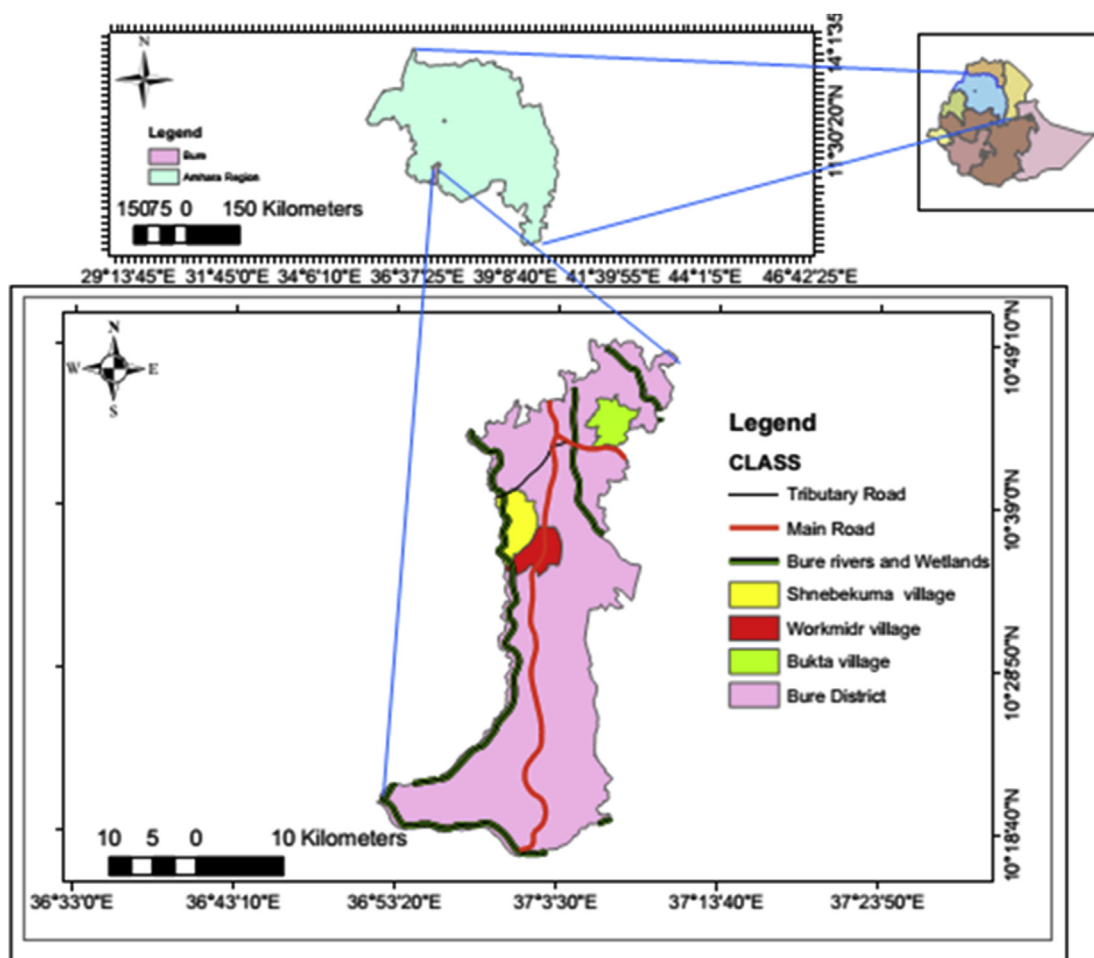 N
14°1'35
11°30'20"N
Legend
Bure
Amhara Region
15075 0 150 Kilometers
29°13'45"E 31°45'0"E 34°6'10"E 36°37'25"E 39°8'40"E 41°39'55"E 44°1'15"E 46°42'25"E
N
W E
S
10°49'10"N
10°39'0"N
10°28'50"N
10°18'40"N
Legend
CLASS
Tributary Road
Main Road
Bure rivers and Wetlands
Shnebekuma village
Workmidr village
Bukta village
Bure District
10 5 0 10 Kilometers
36°33'0"E 36°43'10"E 36°53'20"E 37°3'30"E 37°13'40"E 37°23'50"E